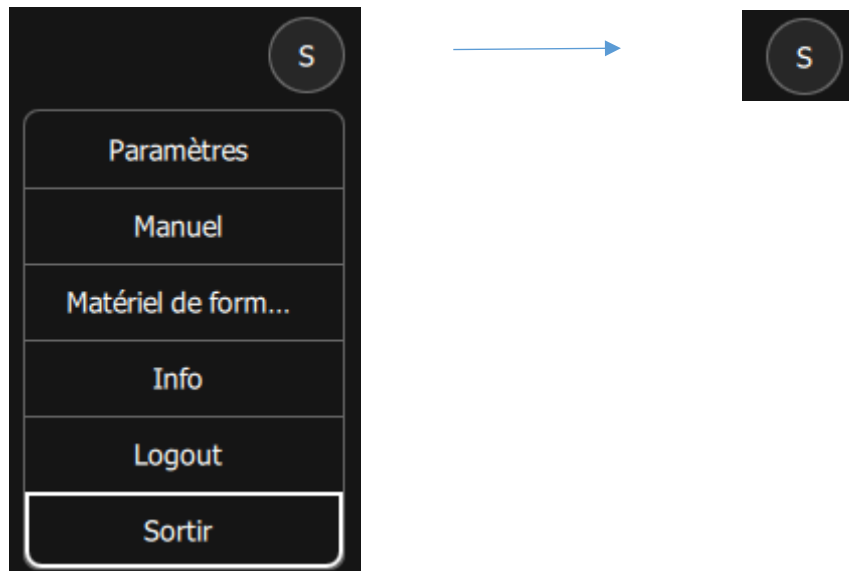 S
S
Paramètres
Manuel
Matériel de form...
Info
Logout
Sortir